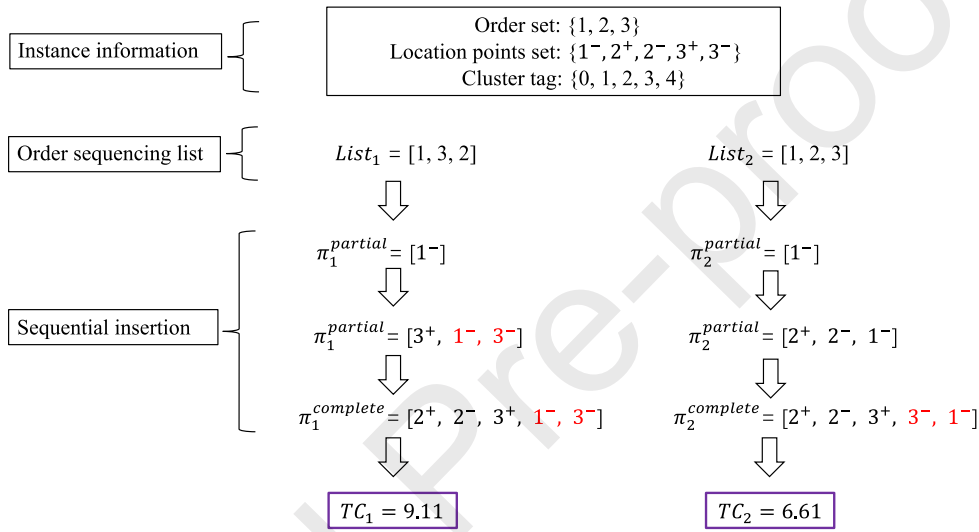 Order set: {1, 2, 3}
Instance information
Location points set: {1⁻, 2⁺, 2⁻, 3⁺, 3⁻}
Cluster tag: {0, 1, 2, 3, 4}
Order sequencing list
List₁ = [1, 3, 2]
List₂ = [1, 2, 3]
π₁^partial = [1⁻]
π₂^partial = [1⁻]
Sequential insertion
π₁^partial = [3⁺, 1⁻, 3⁻]
π₂^partial = [2⁺, 2⁻, 1⁻]
π₁^complete = [2⁺, 2⁻, 3⁺, 1⁻, 3⁻]
π₂^complete = [2⁺, 2⁻, 3⁺, 3⁻, 1⁻]
TC₁ = 9.11
TC₂ = 6.61
Pre-proo